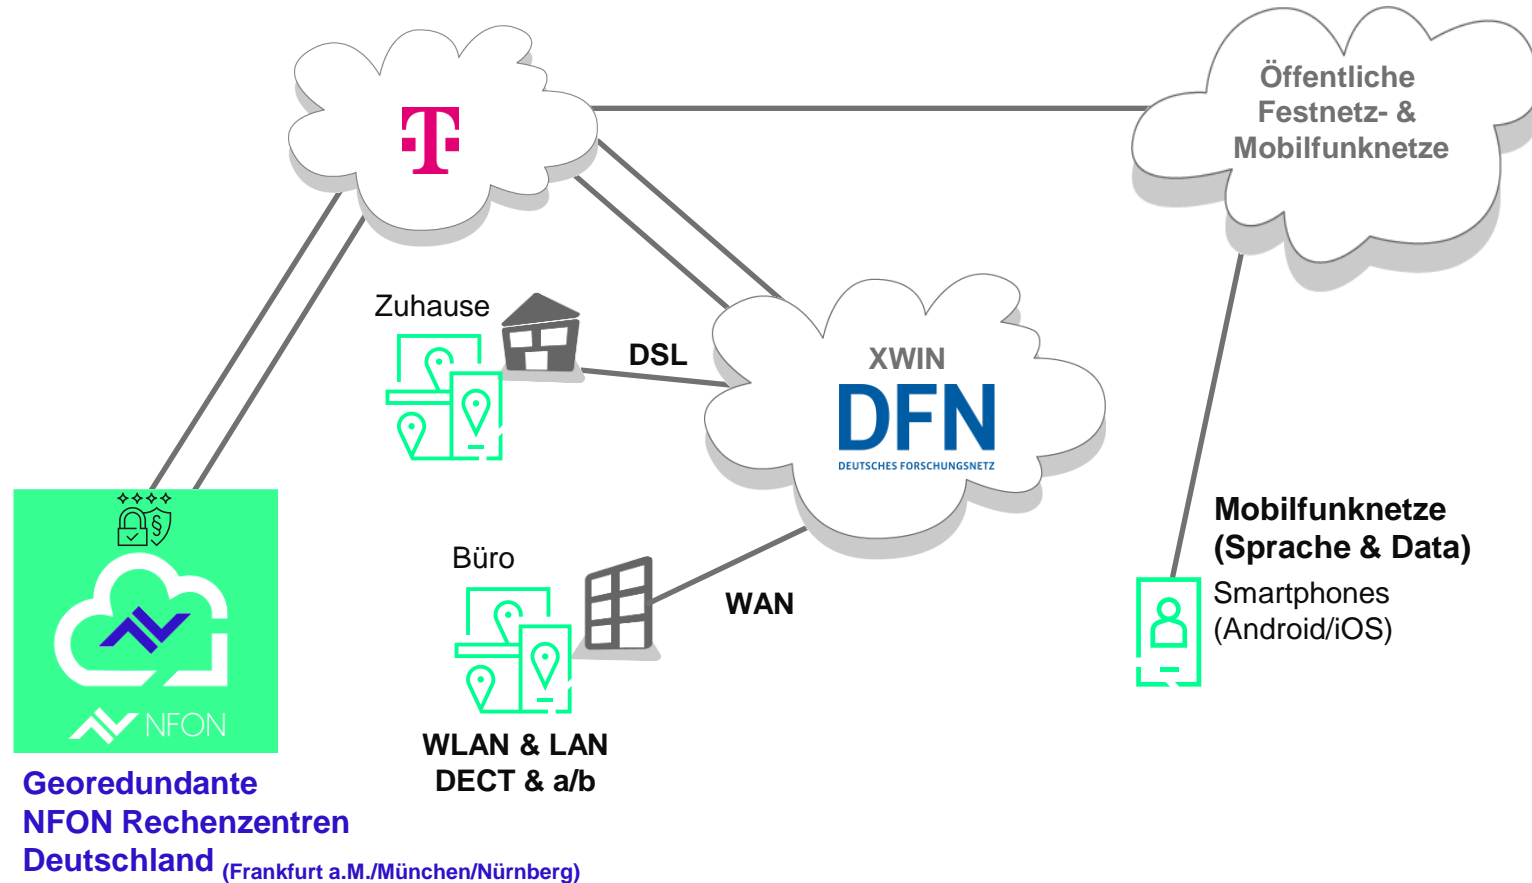 T
Öffentliche
Festnetz- &
Mobilfunknetze
Zuhause
DSL
XWIN
DFN
DEUTSCHES FORSCHUNGSNETZ
§
Büro
WAN
Mobilfunknetze
(Sprache & Data)
Smartphones
(Android/iOS)
NFON
WLAN & LAN
DECT & a/b
Georedundante
NFON Rechenzentren
Deutschland (Frankfurt a.M./München/Nürnberg)